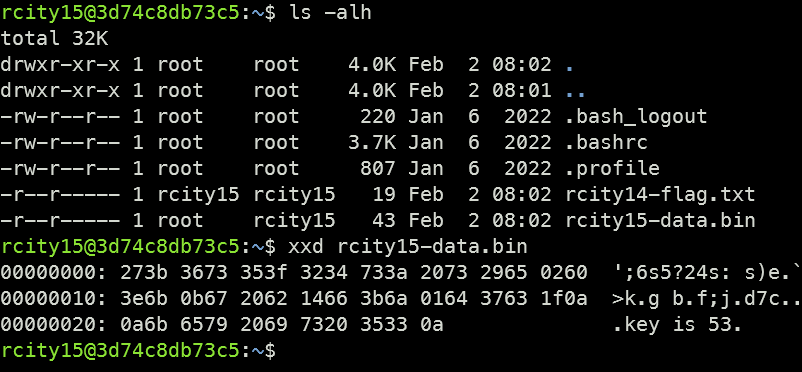 rcity15@3d74c8db73c5:~$ ls -alh
total 32K
drwxr-xr-x 1 root    root    4.0K Feb  2 08:02 .
drwxr-xr-x 1 root    root    4.0K Feb  2 08:01 ..
-rw-r--r-- 1 root    root     220 Jan  6  2022 .bash_logout
-rw-r--r-- 1 root    root    3.7K Jan  6  2022 .bashrc
-rw-r--r-- 1 root    root     807 Jan  6  2022 .profile
-r--r----- 1 rcity15 rcity15   19 Feb  2 08:02 rcity14-flag.txt
-r--r----- 1 root    rcity15   43 Feb  2 08:02 rcity15-data.bin
rcity15@3d74c8db73c5:~$ xxd rcity15-data.bin
00000000: 273b 3673 353f 3234 733a 2073 2965 0260  ';6s5?24s: s)e.`
00000010: 3e6b 0b67 2062 1466 3b6a 0164 3763 1f0a  >k.g b.f;j.d7c..
00000020: 0a6b 6579 2069 7320 3533 0a              .key is 53.
rcity15@3d74c8db73c5:~$